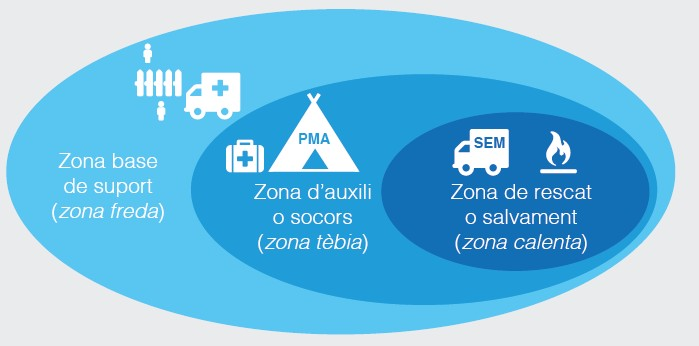 Zona base
de suport
(zona freda)
PMA
Zona d'auxili
o socors
(zona tèbia)
SEM
Zona de rescat
o salvament
(zona calenta)